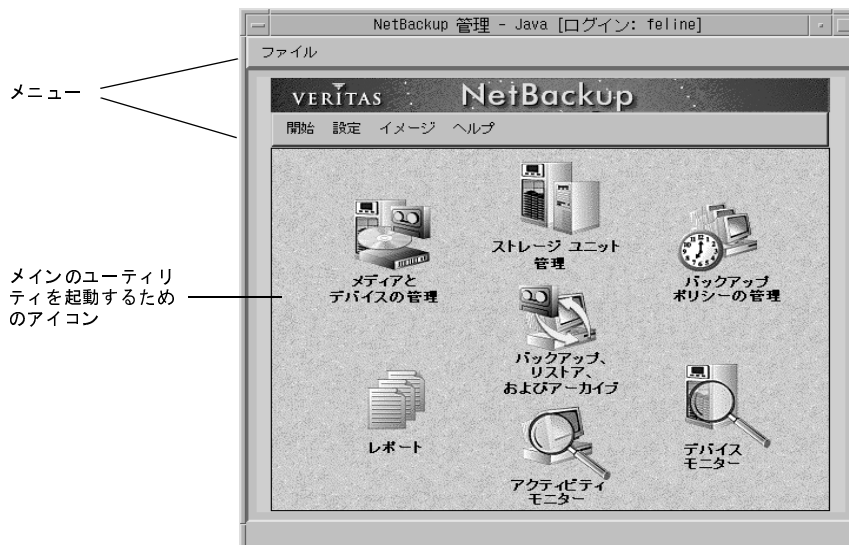 NetBackup 管理 - Java [ログイン: feline]
ファイル
メニュー
VERITAS NetBackup
開始 設定 イメージ ヘルプ
ストレージ ユニット
管理
メディアと
デバイスの管理
バックアップ
ポリシーの管理
メインのユーティリ
ティを起動するため
のアイコン
バックアップ、
リストア、
およびアーカイブ
レポート
デバイス
モニター
アクティビティ
モニター